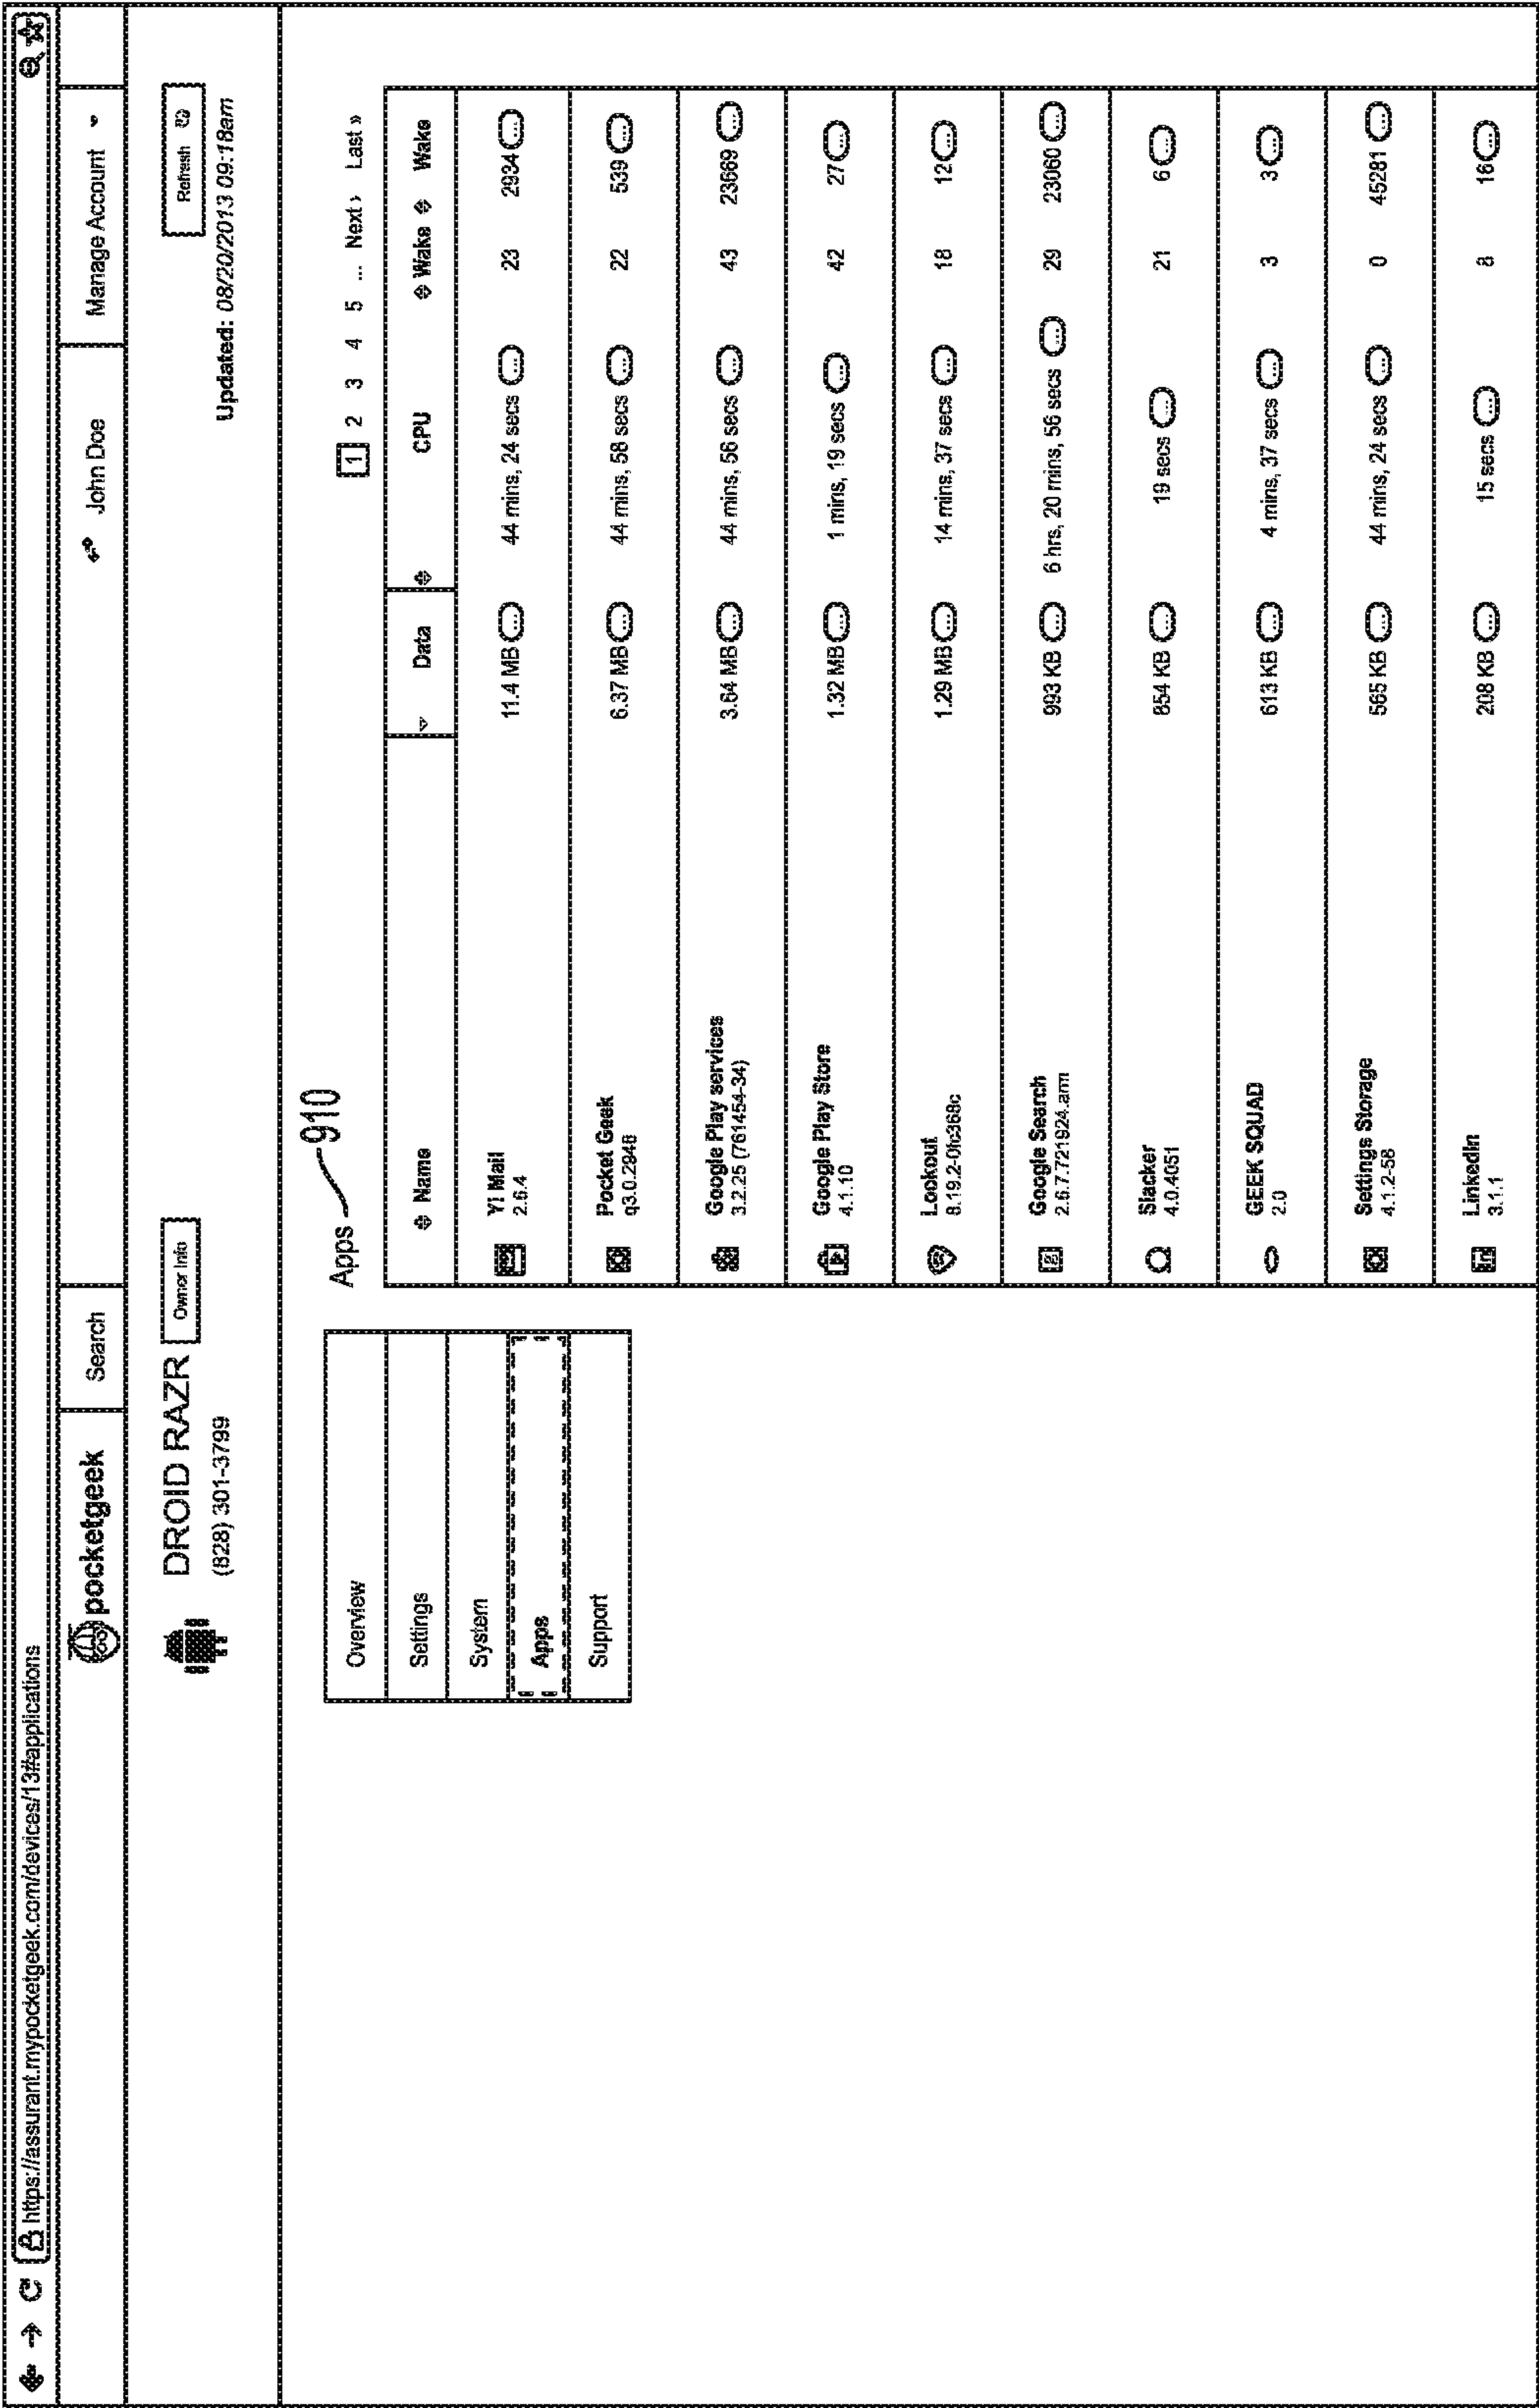 https://assurant.mypocketgeek.com/devices/13#applications
pocketgeek Search John Doe Manage Account
DROID RAZR Owner Info Refresh
(828) 301-3799 Updated: 08/20/2013 09:18am
Apps 910
1 2 3 4 5 ... Next › Last »
Overview
Settings
System
Apps
Support
Name Data CPU Wake Wake
Y! Mail 11.4 MB ... 44 mins, 24 secs ... 23 2934 ...
2.6.4
Pocket Geek 6.37 MB ... 44 mins, 58 secs ... 22 539 ...
q3.0.2948
Google Play services 3.64 MB ... 44 mins, 56 secs ... 43 23669 ...
3.2.25 (761454-34)
Google Play Store 1.32 MB ... 1 mins, 19 secs ... 42 27 ...
4.1.10
Lookout 1.29 MB ... 14 mins, 37 secs ... 18 12 ...
8.19.2-0fc368c
Google Search 993 KB ... 6 hrs, 20 mins, 56 secs ... 29 23060 ...
2.6.7.721924.arm
Slacker 854 KB ... 19 secs ... 21 6 ...
4.0.4051
GEEK SQUAD 613 KB ... 4 mins, 37 secs ... 3 3 ...
2.0
Settings Storage 565 KB ... 44 mins, 24 secs ... 0 45281 ...
4.1.2-58
LinkedIn 208 KB ... 15 secs ... 8 16 ...
3.1.1